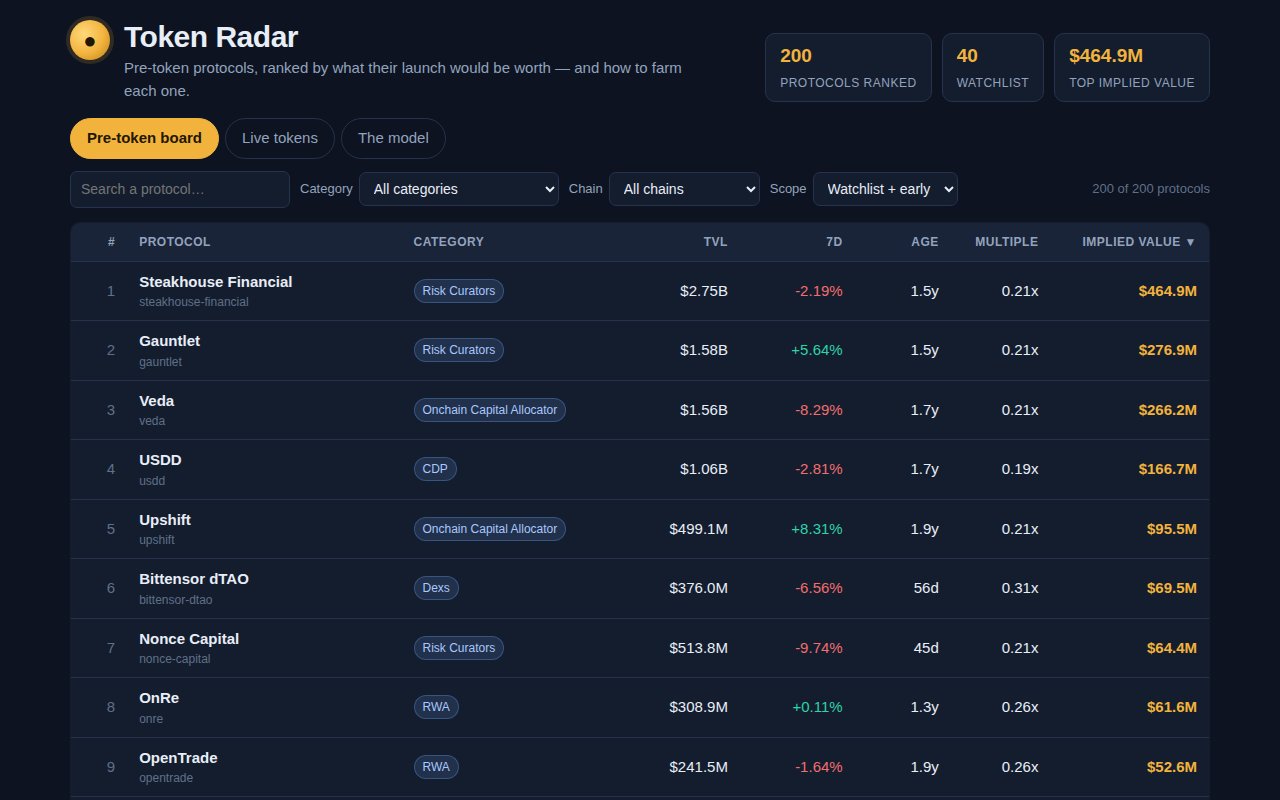 Token Radar
Pre-token protocols, ranked by what their launch would be worth — and how to farm
each one.
200
PROTOCOLS RANKED
40
WATCHLIST
$464.9M
TOP IMPLIED VALUE
Pre-token board
Live tokens
The model
Search a protocol…
Category
All categories
Chain
All chains
Scope
Watchlist + early
200 of 200 protocols
# PROTOCOL CATEGORY TVL 7D AGE MULTIPLE IMPLIED VALUE ▼
1 Steakhouse Financial Risk Curators $2.75B -2.19% 1.5y 0.21x $464.9M
steakhouse-financial
2 Gauntlet Risk Curators $1.58B +5.64% 1.5y 0.21x $276.9M
gauntlet
3 Veda Onchain Capital Allocator $1.56B -8.29% 1.7y 0.21x $266.2M
veda
4 USDD CDP $1.06B -2.81% 1.7y 0.19x $166.7M
usdd
5 Upshift Onchain Capital Allocator $499.1M +8.31% 1.9y 0.21x $95.5M
upshift
6 Bittensor dTAO Dexs $376.0M -6.56% 56d 0.31x $69.5M
bittensor-dtao
7 Nonce Capital Risk Curators $513.8M -9.74% 45d 0.21x $64.4M
nonce-capital
8 OnRe RWA $308.9M +0.11% 1.3y 0.26x $61.6M
onre
9 OpenTrade RWA $241.5M -1.64% 1.9y 0.26x $52.6M
opentrade